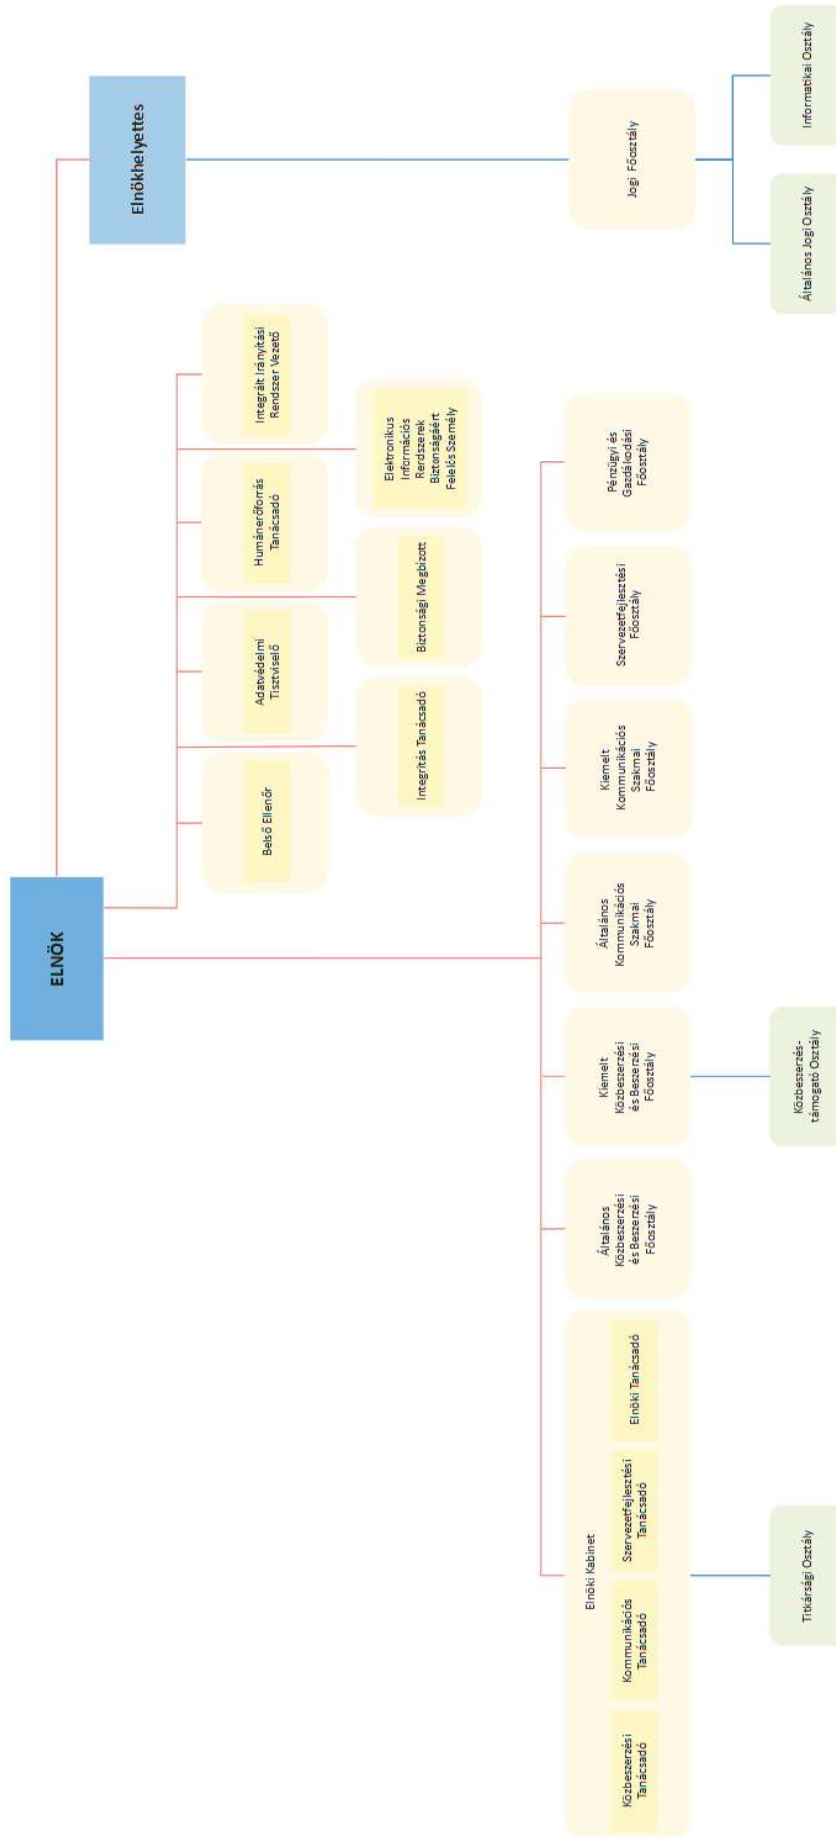 ELNÖK
Elnökhelyettes
Belső Ellenőr
Adatvédelmi
Tisztviselő
Humánerőforrás
Tanácsadó
Integrált Irányítási
Rendszer Vezető
Integritás Tanácsadó
Biztonsági Megbízott
Elektronikus
Információs
Rendszerek
Biztonságáért
Felelős Személy
Elnöki Kabinet
Közbeszerzési
Tanácsadó
Kommunikációs
Tanácsadó
Szervezetfejlesztési
Tanácsadó
Elnöki Tanácsadó
Általános
Közbeszerzési
és Beszerzési
Főosztály
Kiemelt
Közbeszerzési
és Beszerzési
Főosztály
Általános
Kommunikációs
Szakmai
Főosztály
Kiemelt
Kommunikációs
Szakmai
Főosztály
Szervezetfejlesztési
Főosztály
Pénzügyi és
Gazdálkodási
Főosztály
Jogi Főosztály
Titkársági Osztály
Közbeszerzés-
támogató Osztály
Általános Jogi Osztály
Informatikai Osztály